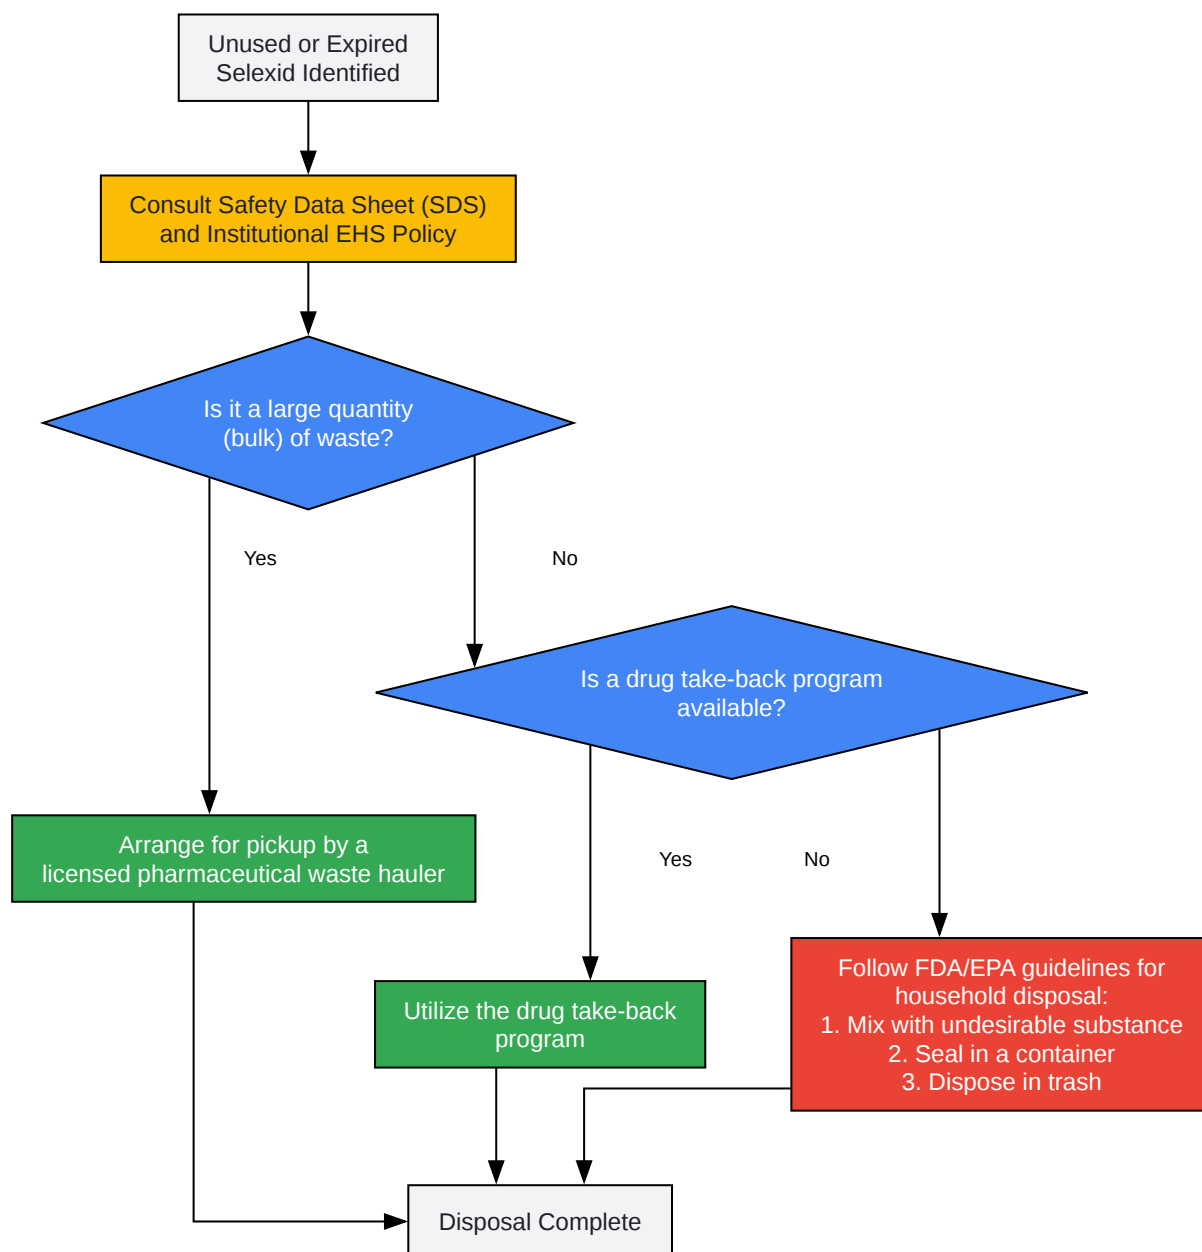 Unused or Expired
Selexid Identified
Consult Safety Data Sheet (SDS)
and Institutional EHS Policy
Is it a large quantity
(bulk) of waste?
Yes
No
Is a drug take-back program
available?
Arrange for pickup by a
licensed pharmaceutical waste hauler
Yes
No
Utilize the drug take-back
program
Follow FDA/EPA guidelines for
household disposal:
1. Mix with undesirable substance
2. Seal in a container
3. Dispose in trash
Disposal Complete